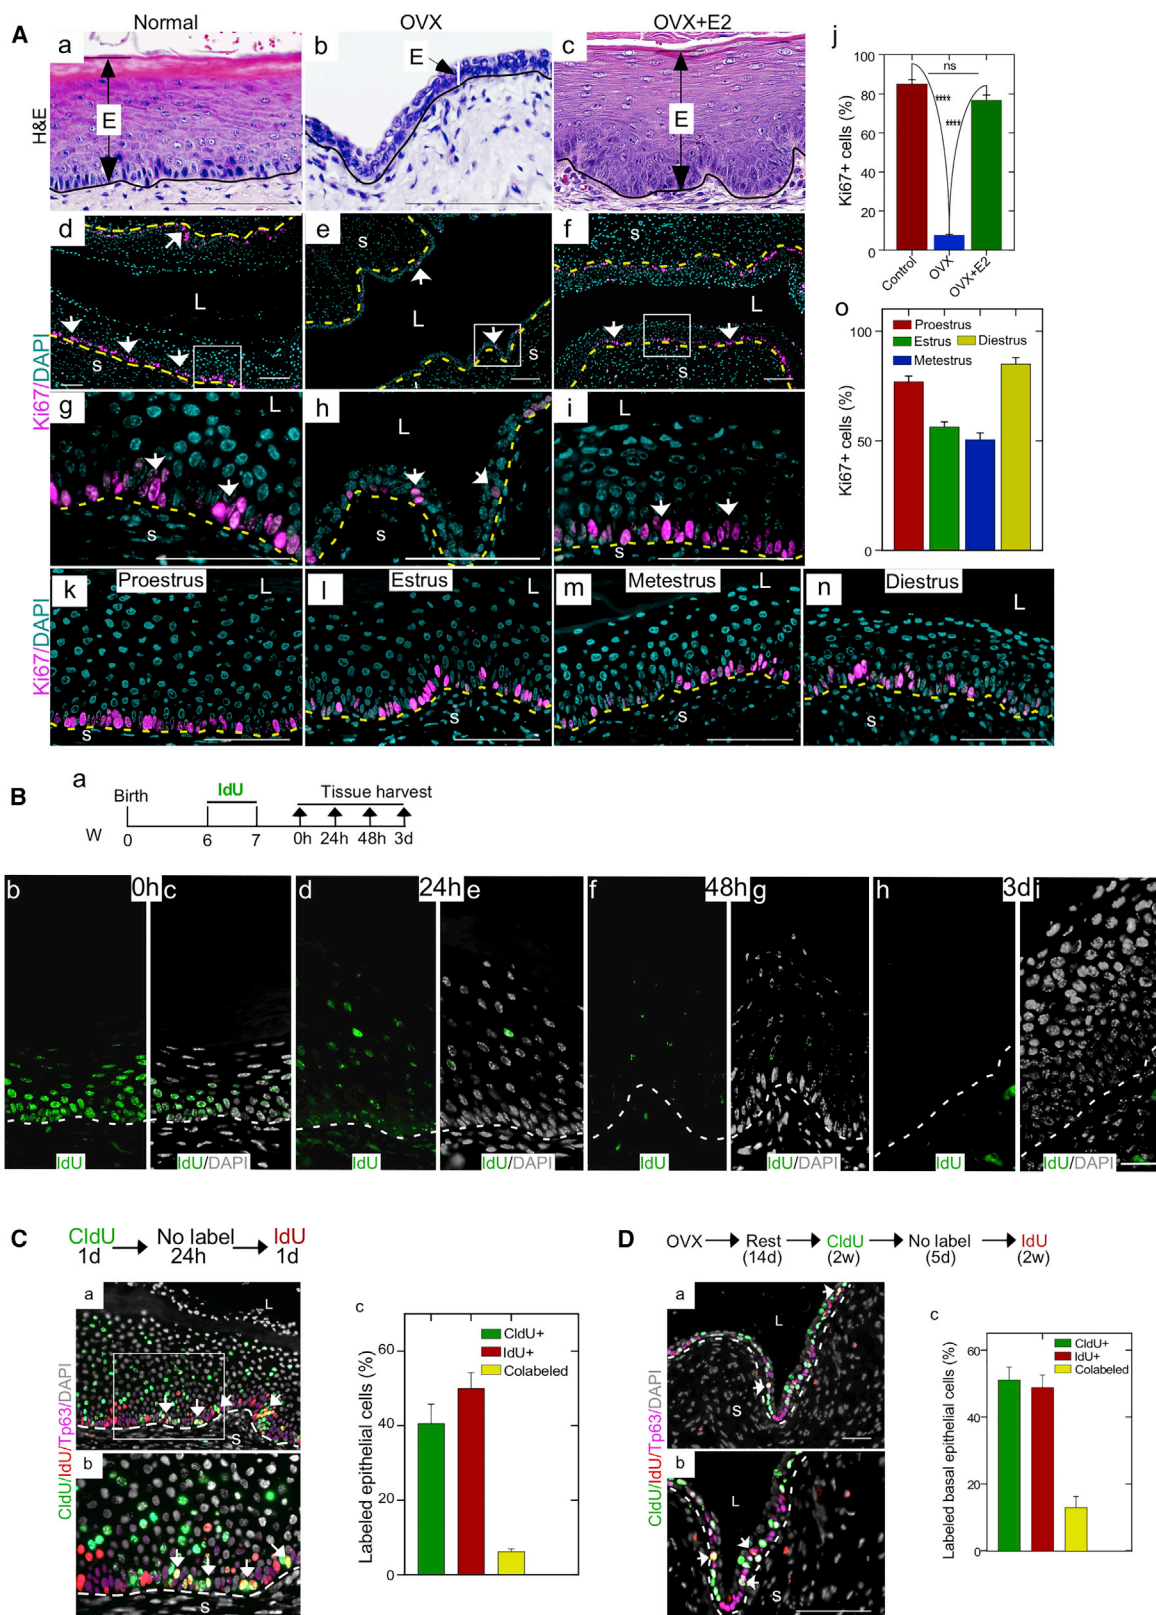 A
Normal
OVX
OVX+E2
H&E
a
E
b
E
c
E
j
Ki67+ cells (%)
100
80
60
40
20
0
ns
****
****
Control
OVX
OVX+E2
Ki67/DAPI
d
L
s
e
s
L
s
f
s
L
s
g
L
s
h
L
s
i
L
s
o
Ki67+ cells (%)
100
50
0
Proestrus
Estrus
Diestrus
Metestrus
Ki67/DAPI
k
Proestrus
L
s
l
Estrus
L
s
m
Metestrus
L
s
n
Diestrus
L
s
B
a
Birth
IdU
Tissue harvest
W
0
6
7
0h
24h
48h
3d
0h
24h
48h
3d
b
c
d
e
f
g
h
i
IdU
IdU/DAPI
IdU
IdU/DAPI
IdU
IdU/DAPI
IdU
IdU/DAPI
C
CldU
1d
No label
24h
IdU
1d
CldU/IdU/Tp63/DAPI
a
L
S
b
S
c
Labeled epithelial cells (%)
60
40
20
0
CldU+
IdU+
Colabeled
D
OVX
Rest
(14d)
CldU
(2w)
No label
(5d)
IdU
(2w)
CldU/IdU/Tp63/DAPI
a
L
S
b
L
S
c
Labeled basal epithelial cells (%)
60
40
20
0
CldU+
IdU+
Colabeled